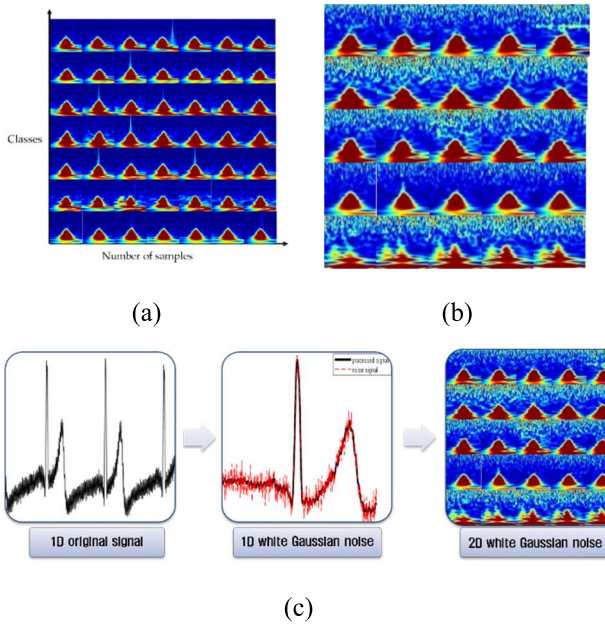 Classes
Number of samples
(a)
(b)
processed signal
noise signal
1D original signal
1D white Gaussian noise
2D white Gaussian noise
(c)